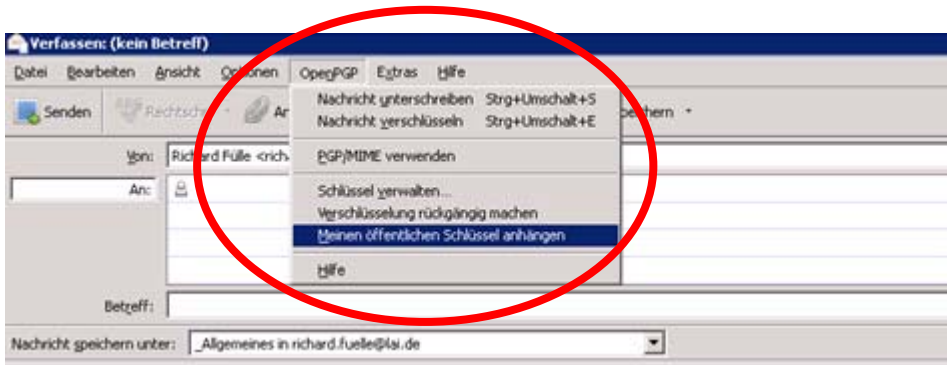 Verfassen: (kein Betreff)
Datei Bearbeiten Ansicht Optionen OpenPGP Extras Hilfe
Senden
Nachricht unterschreiben Strg+Umschalt+S
Nachricht verschlüsseln Strg+Umschalt+E
PGP/MIME verwenden
Von: Richard Fülle
An:
Schlüssel verwalten...
Verschlüsselung rückgängig machen
Meinen öffentlichen Schlüssel anhängen
Hilfe
Betreff:
Nachricht speichern unter: _Allgemeines in richard.fuelle@lai.de